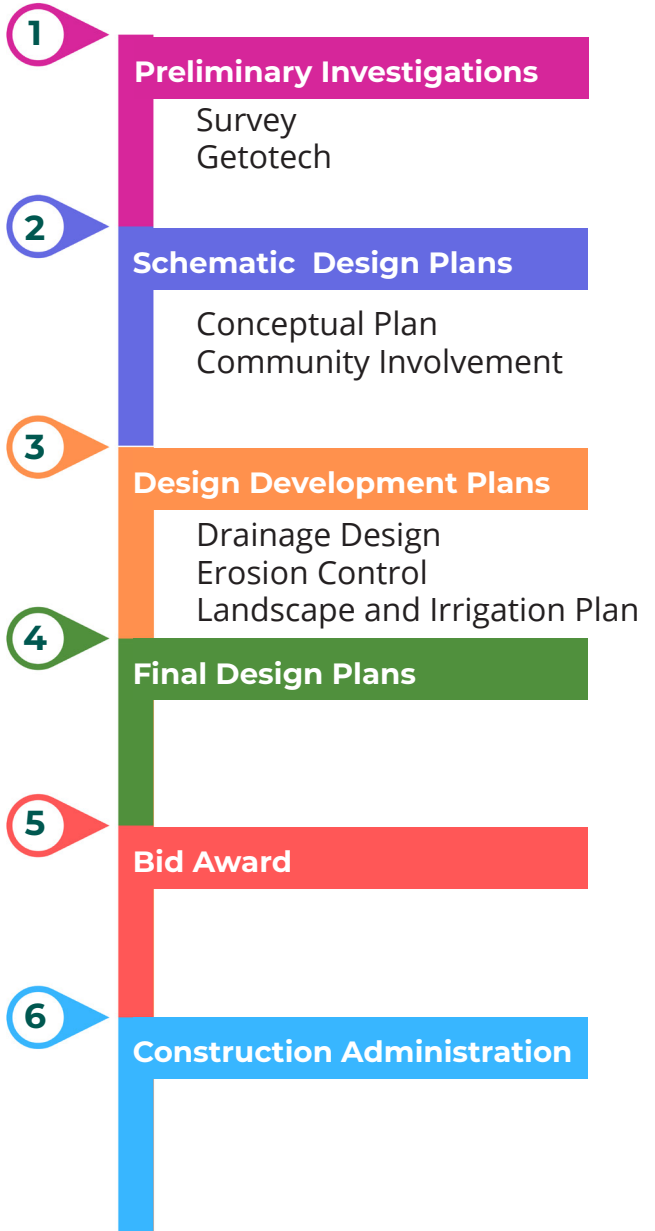 1
Preliminary Investigations
Survey
Getotech
2
Schematic  Design Plans
Conceptual Plan
Community Involvement
3
Design Development Plans
Drainage Design
Erosion Control
Landscape and Irrigation Plan
4
Final Design Plans
5
Bid Award
6
Construction Administration